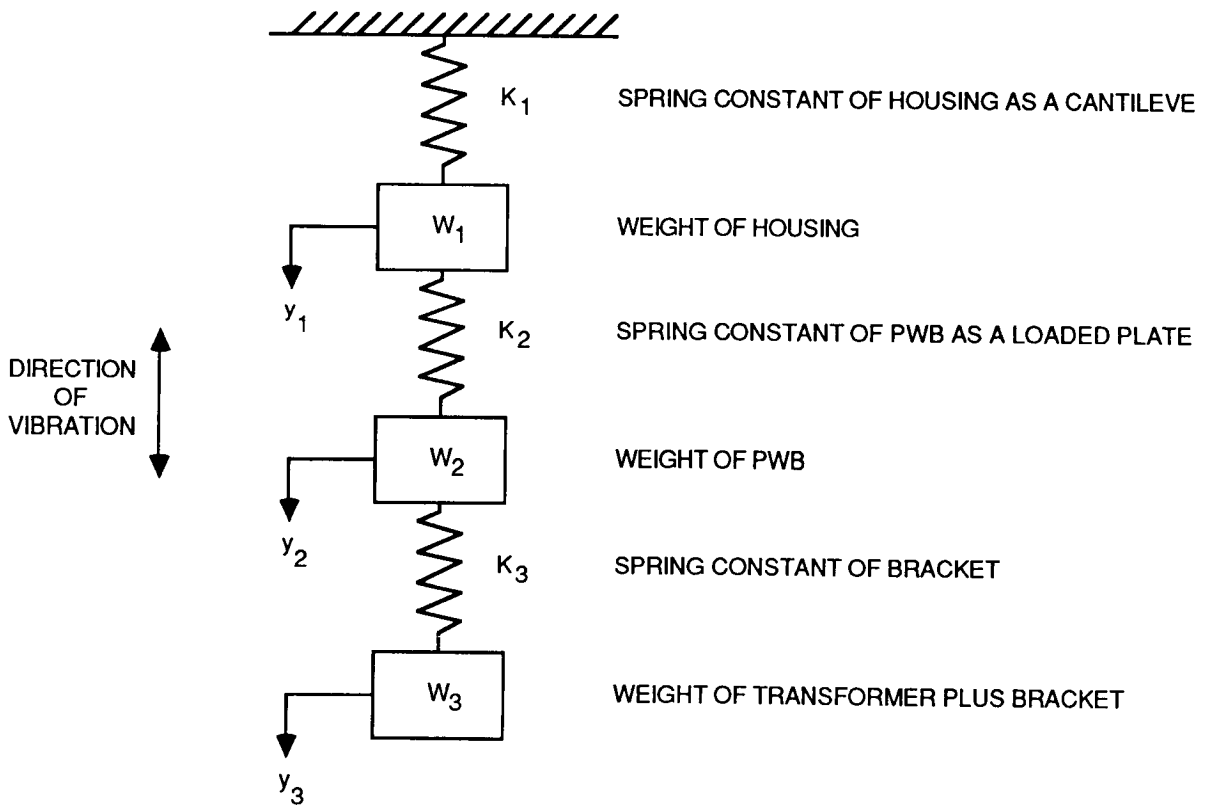 K1 SPRING CONSTANT OF HOUSING AS A CANTILEVE
W1 WEIGHT OF HOUSING
y1
K2 SPRING CONSTANT OF PWB AS A LOADED PLATE
DIRECTION
OF
VIBRATION
W2 WEIGHT OF PWB
y2
K3 SPRING CONSTANT OF BRACKET
W3 WEIGHT OF TRANSFORMER PLUS BRACKET
y3